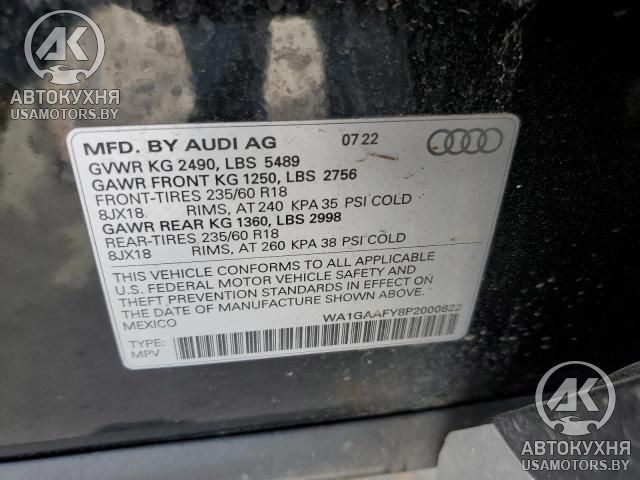 AK
АВТОКУХНЯ
USAMOTORS.BY
MFD. BY AUDI AG 07 22
GVWR KG 2490, LBS 5489
GAWR FRONT KG 1250, LBS 2756
FRONT-TIRES 235/60 R18
8JX18 RIMS, AT 240 KPA 35 PSI COLD
GAWR REAR KG 1360, LBS 2998
REAR-TIRES 235/60 R18
8JX18 RIMS, AT 260 KPA 38 PSI COLD
THIS VEHICLE CONFORMS TO ALL APPLICABLE
U.S. FEDERAL MOTOR VEHICLE SAFETY AND
THEFT PREVENTION STANDARDS IN EFFECT ON
THE DATE OF MANUFACTURE SHOWN ABOVE.
MEXICO WA1GAAFY8P2000822
TYPE:
MPV
AK
АВТОКУХНЯ
USAMOTORS.BY